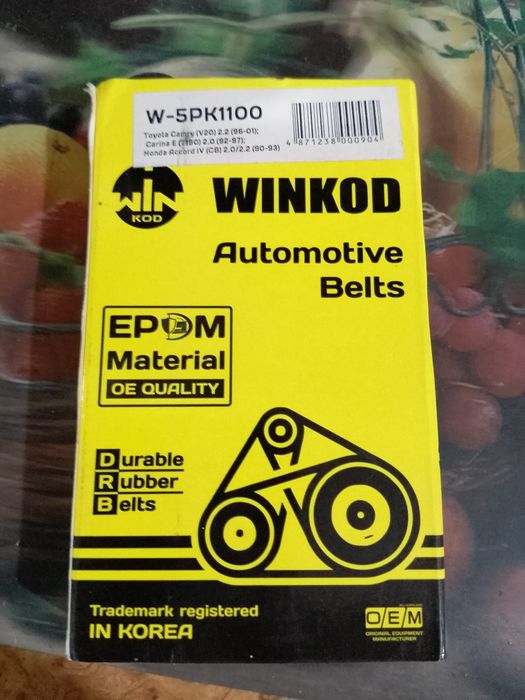 W-5PK1100
Toyota Camry (V20) 2.2 (96-01);
Carina E (T190) 2.0 (92-97);
Honda Accord IV (CB) 2.0/2.2 (90-93)
4 871238 000904
WIN
KOD
WINKOD
Automotive
Belts
EPDM
Material
OE QUALITY
Durable
Rubber
Belts
Trademark registered
IN KOREA
O/E/M
ORIGINAL EQUIPMENT
MANUFACTURER